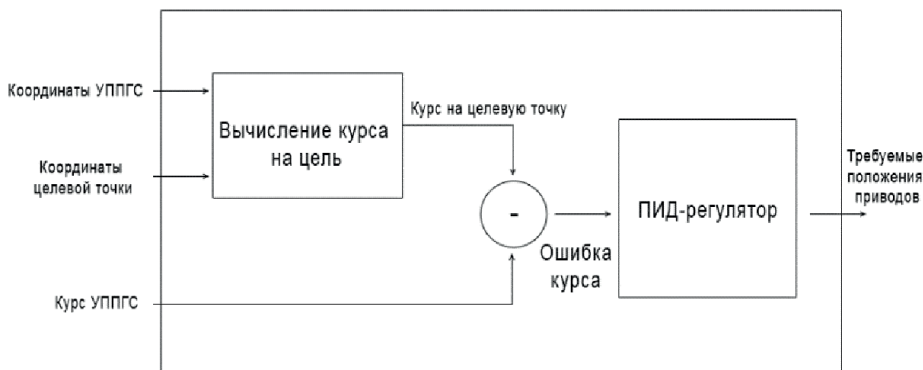 Координаты УППГС
Вычисление курса
на цель
Курс на целевую точку
Координаты
целевой точки
-
ПИД-регулятор
Требуемые
положения
приводов
Ошибка
курса
Курс УППГС